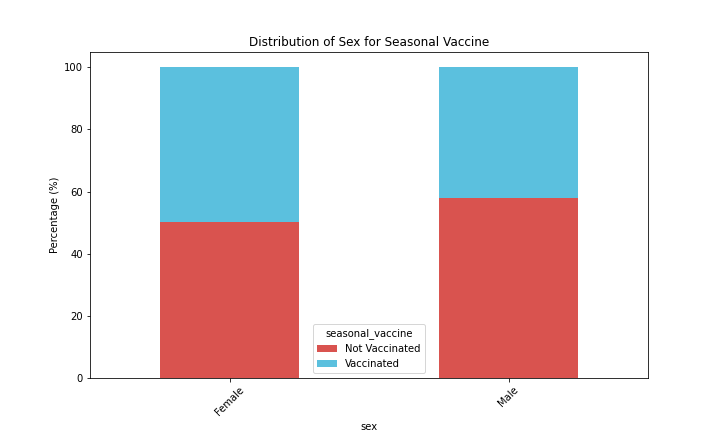 Distribution of Sex for Seasonal Vaccine
Percentage (%)
100
80
60
40
20
0
seasonal_vaccine
Not Vaccinated
Vaccinated
Female
Male
sex